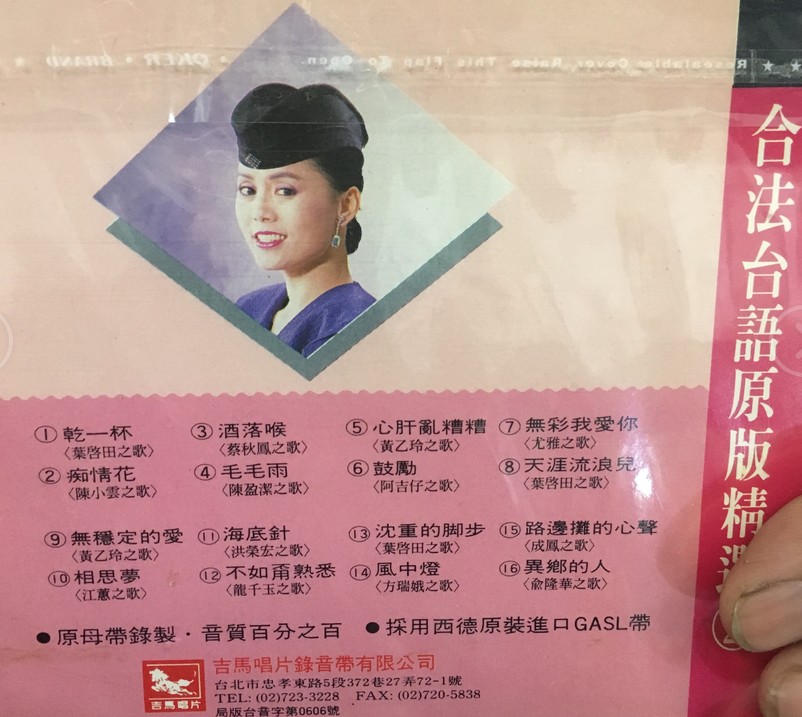 Resealable Cover, Raise This Flap To Open.
★ OKER • BRAND ★
合法台語原版精選
① 乾一杯
〈葉啓田之歌〉
② 痴情花
〈陳小雲之歌〉
③ 酒落喉
〈蔡秋鳳之歌〉
④ 毛毛雨
〈陳盈潔之歌〉
⑤ 心肝亂糟糟
〈黃乙玲之歌〉
⑥ 鼓勵
〈阿吉仔之歌〉
⑦ 無彩我愛你
〈尤雅之歌〉
⑧ 天涯流浪兒
〈葉啓田之歌〉
⑨ 無穩定的愛
〈黃乙玲之歌〉
⑩ 相思夢
〈江蕙之歌〉
⑪ 海底針
〈洪榮宏之歌〉
⑫ 不如甭熟悉
〈龍千玉之歌〉
⑬ 沈重的脚步
〈葉啓田之歌〉
⑭ 風中燈
〈方瑞娥之歌〉
⑮ 路邊攤的心聲
〈成鳳之歌〉
⑯ 異鄉的人
〈俞隆華之歌〉
●原母帶錄製・音質百分之百 ●採用西德原裝進口GASL帶
吉馬唱片
吉馬唱片錄音帶有限公司
台北市忠孝東路5段372巷27弄72-1號
TEL: (02)723-3228 FAX: (02)720-5838
局版台音字第0606號